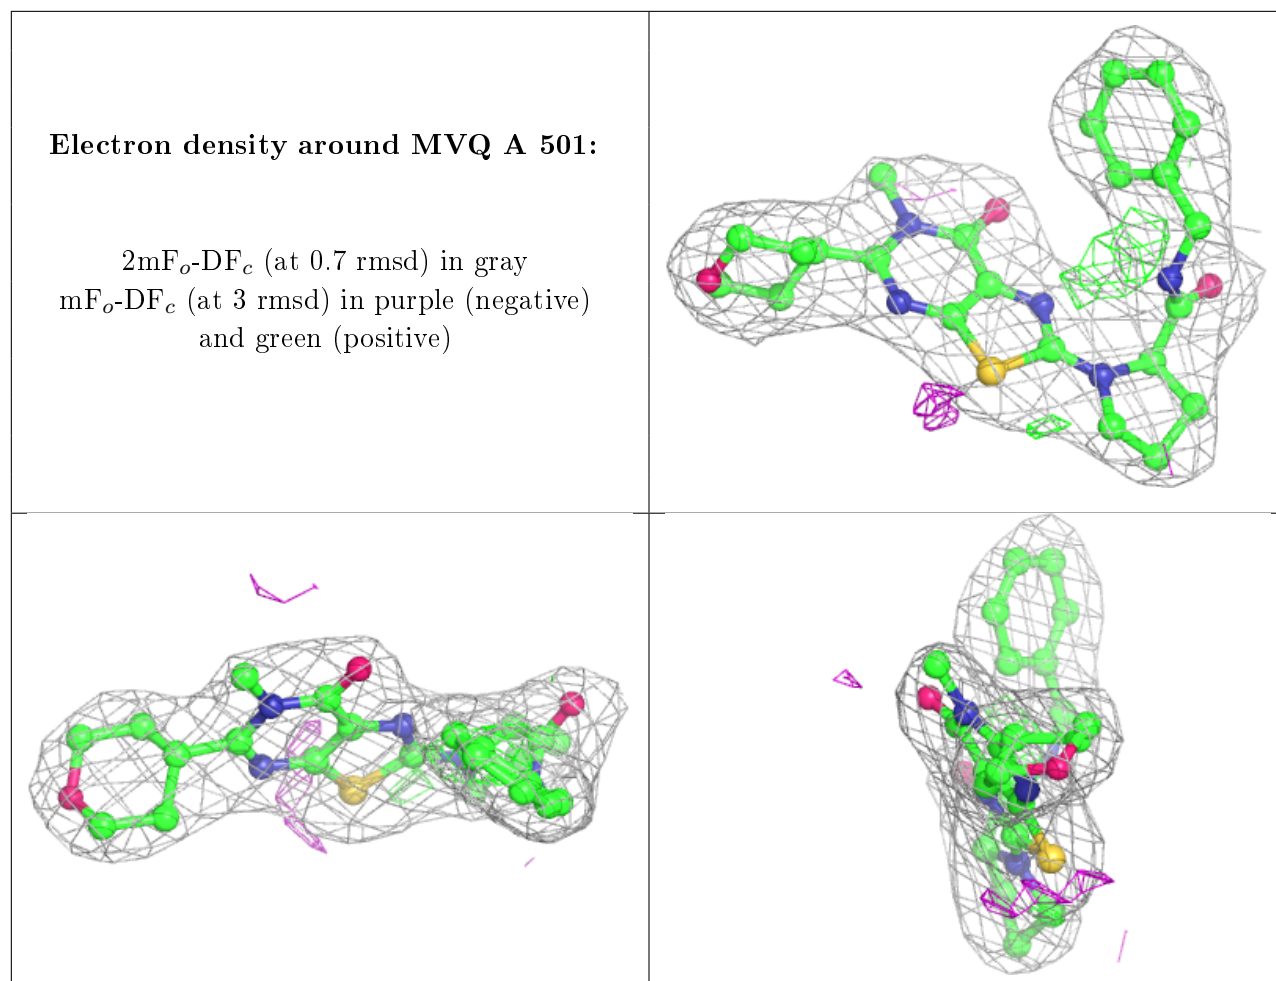 Electron density around MVQ A 501:
2mFo-DFc (at 0.7 rmsd) in gray
mFo-DFc (at 3 rmsd) in purple (negative)
and green (positive)